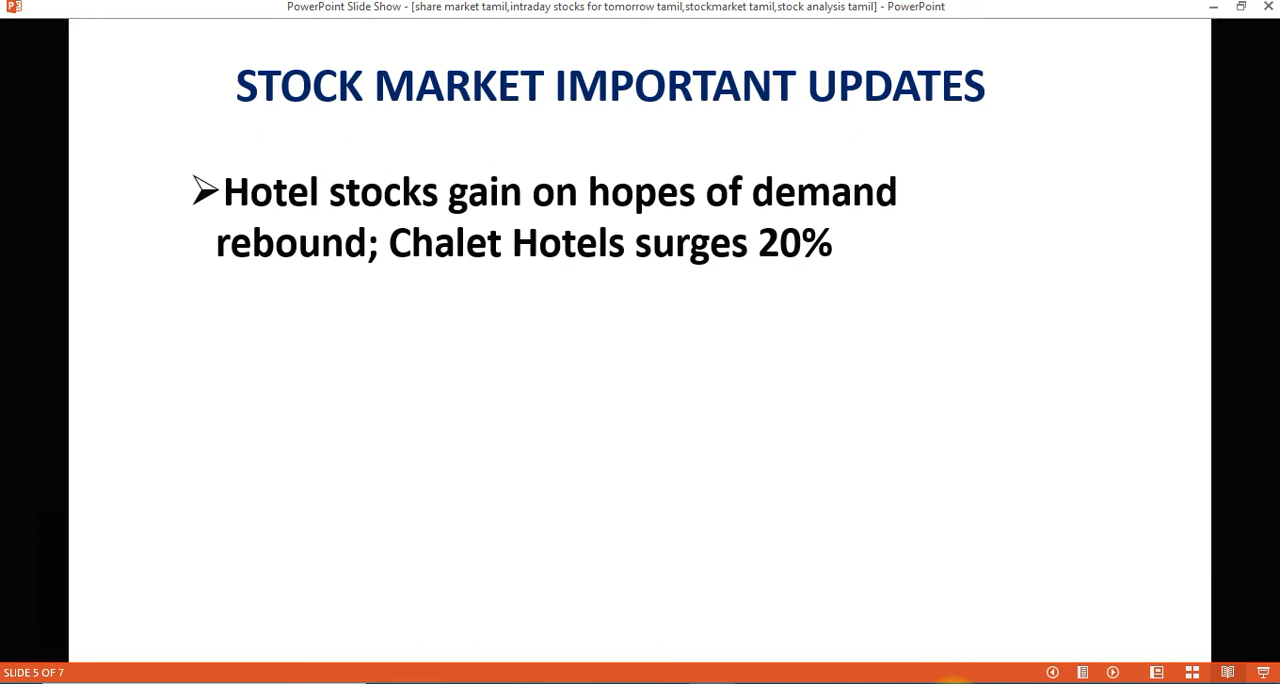 PowerPoint Slide Show - [share market tamil,intraday stocks for tomorrow tamil,stockmarket tamil,stock analysis tamil] - PowerPoint
STOCK MARKET IMPORTANT UPDATES
➢Hotel stocks gain on hopes of demand
rebound; Chalet Hotels surges 20%
SLIDE 5 OF 7